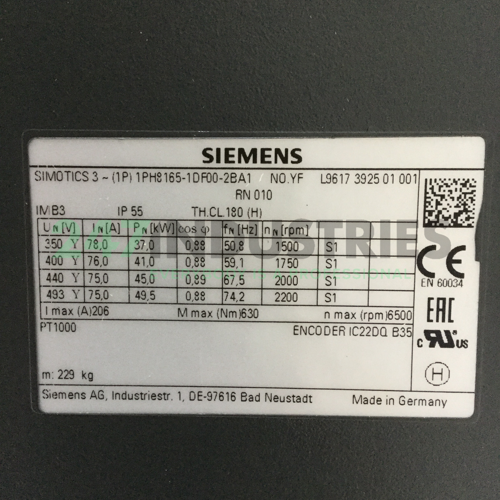 SIEMENS
SIMOTICS 3 ~ (1P) 1PH8165-1DF00-2BA1 NO.YF L9617 3925 01 001
RN 010
IM B3 IP 55 TH.CL.180 (H)
U N [V] I N [A] P N [kW] cos φ f N [Hz] n N [rpm]
350 Y 78,0 37,0 0,88 50,8 1500 S1
400 Y 76,0 41,0 0,88 59,1 1750 S1
440 Y 75,0 45,0 0,89 67,5 2000 S1
493 Y 75,0 49,5 0,88 74,2 2200 S1
I max (A)206 M max (Nm)630 n max (rpm)6500
PT1000 ENCODER IC22DQ B35
m: 229 kg
Siemens AG, Industriestr. 1, DE-97616 Bad Neustadt Made in Germany
CE
EN 60034
EAC
c RU us
H
INDUSTRIES